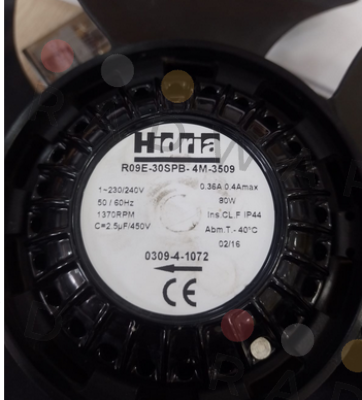 Hidria
R09E-30SPB- 4M-3509
1~230/240V 0.36A 0.4Amax
50 / 60Hz 80W
1370RPM Ins.CL.F IP44
C=2.5µF/450V Abm.T.- 40°C
02/16
0309-4-1072
CE